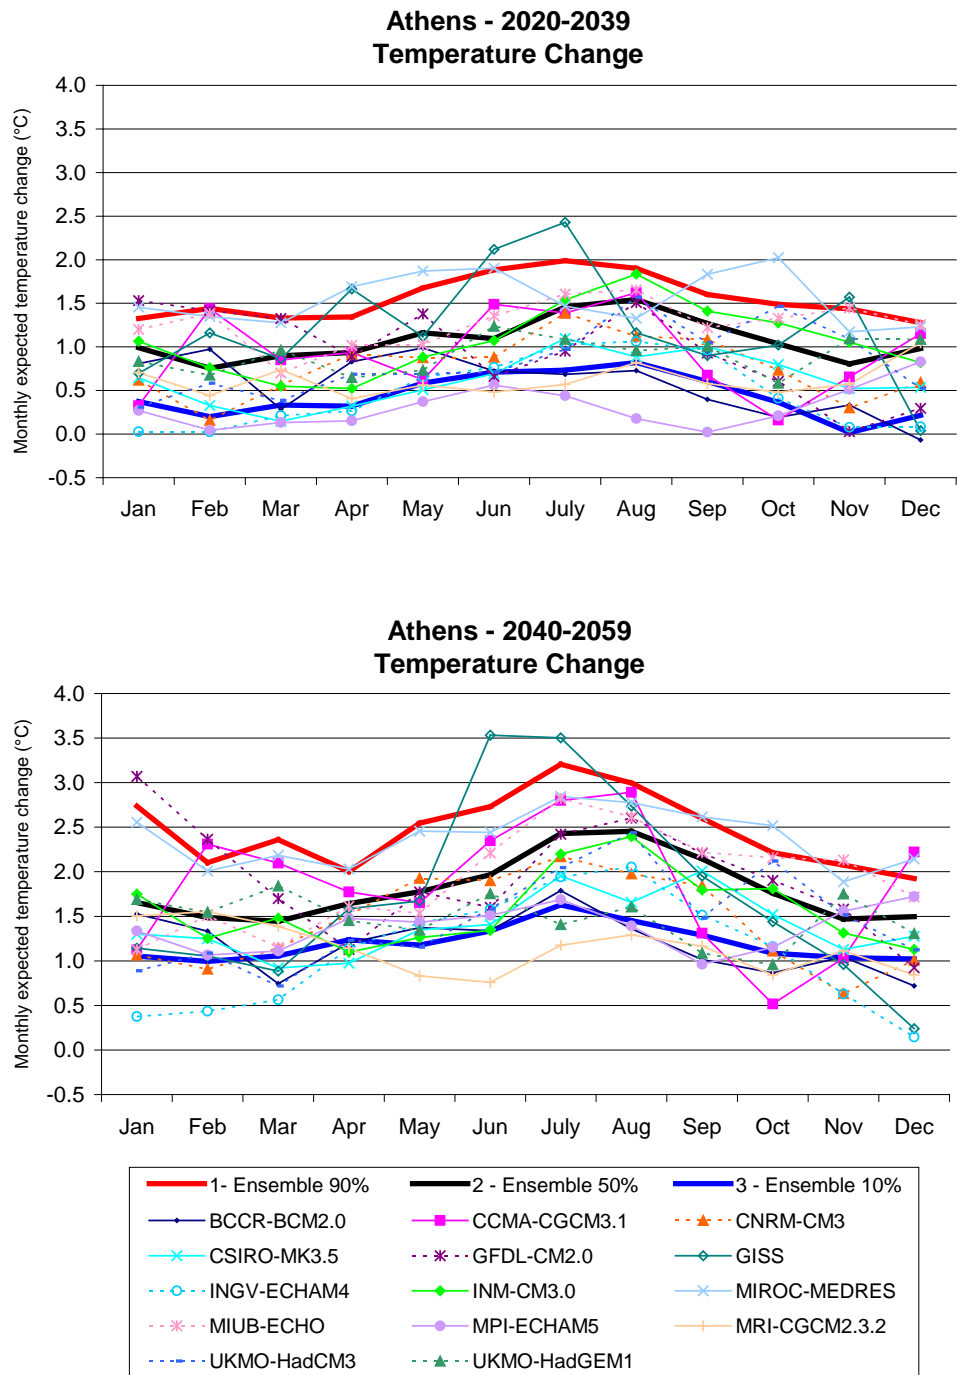 Athens - 2020-2039
Temperature Change
Monthly expected temperature change (°C)
4.0
3.5
3.0
2.5
2.0
1.5
1.0
0.5
0.0
-0.5
Jan Feb Mar Apr May Jun July Aug Sep Oct Nov Dec
Athens - 2040-2059
Temperature Change
Monthly expected temperature change (°C)
4.0
3.5
3.0
2.5
2.0
1.5
1.0
0.5
0.0
-0.5
Jan Feb Mar Apr May Jun July Aug Sep Oct Nov Dec
1- Ensemble 90% 2 - Ensemble 50% 3 - Ensemble 10%
BCCR-BCM2.0 CCMA-CGCM3.1 CNRM-CM3
CSIRO-MK3.5 GFDL-CM2.0 GISS
INGV-ECHAM4 INM-CM3.0 MIROC-MEDRES
MIUB-ECHO MPI-ECHAM5 MRI-CGCM2.3.2
UKMO-HadCM3 UKMO-HadGEM1